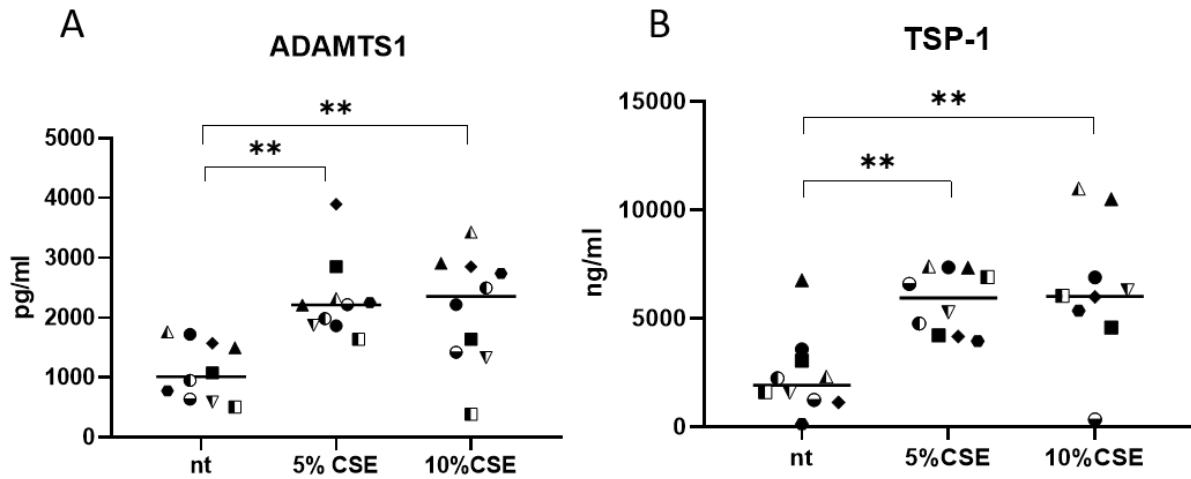 A
ADAMTS1
**
**
pg/ml
5000
4000
3000
2000
1000
0
nt
5% CSE
10%CSE
B
TSP-1
**
**
ng/ml
15000
10000
5000
0
nt
5%CSE
10%CSE